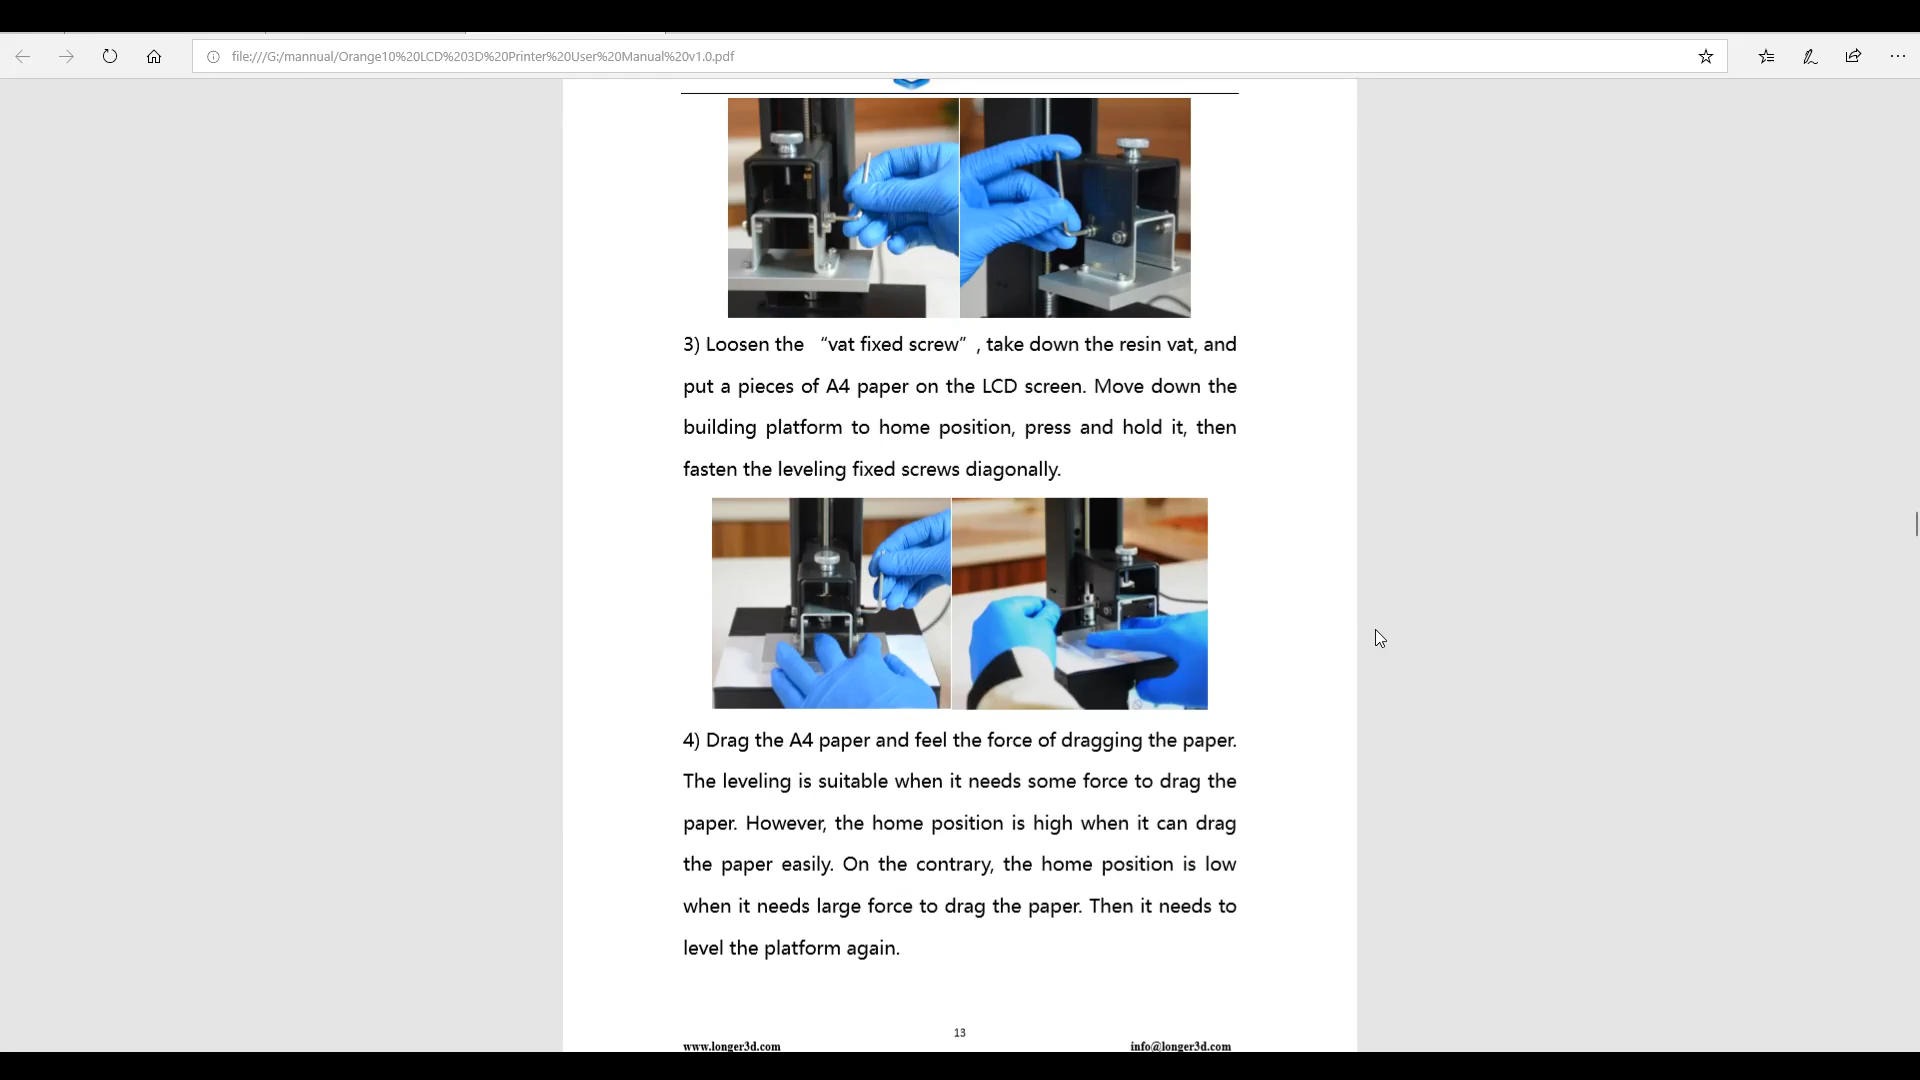 file:///G:/mannual/Orange10%20LCD%203D%20Printer%20User%20Manual%20v1.0.pdf
3) Loosen the “vat fixed screw”, take down the resin vat, and
put a pieces of A4 paper on the LCD screen. Move down the
building platform to home position, press and hold it, then
fasten the leveling fixed screws diagonally.
4) Drag the A4 paper and feel the force of dragging the paper.
The leveling is suitable when it needs some force to drag the
paper. However, the home position is high when it can drag
the paper easily. On the contrary, the home position is low
when it needs large force to drag the paper. Then it needs to
level the platform again.
13
www.longer3d.com info@longer3d.com